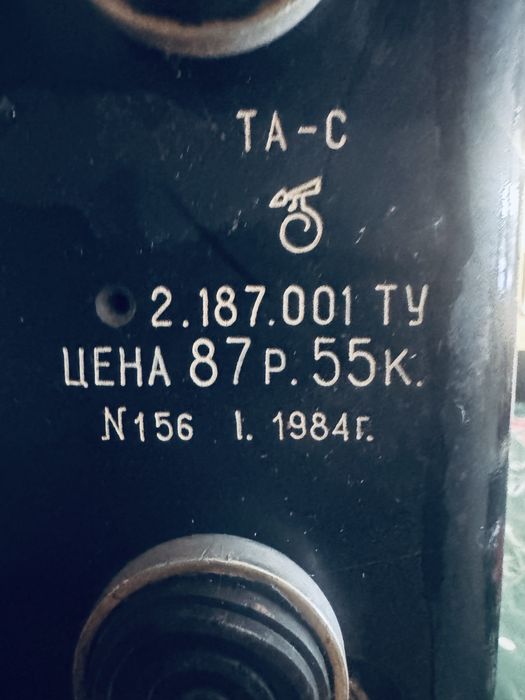 ТА-С
2.187.001 ТУ
ЦЕНА 87 Р. 55 К.
N156 I. 1984г.